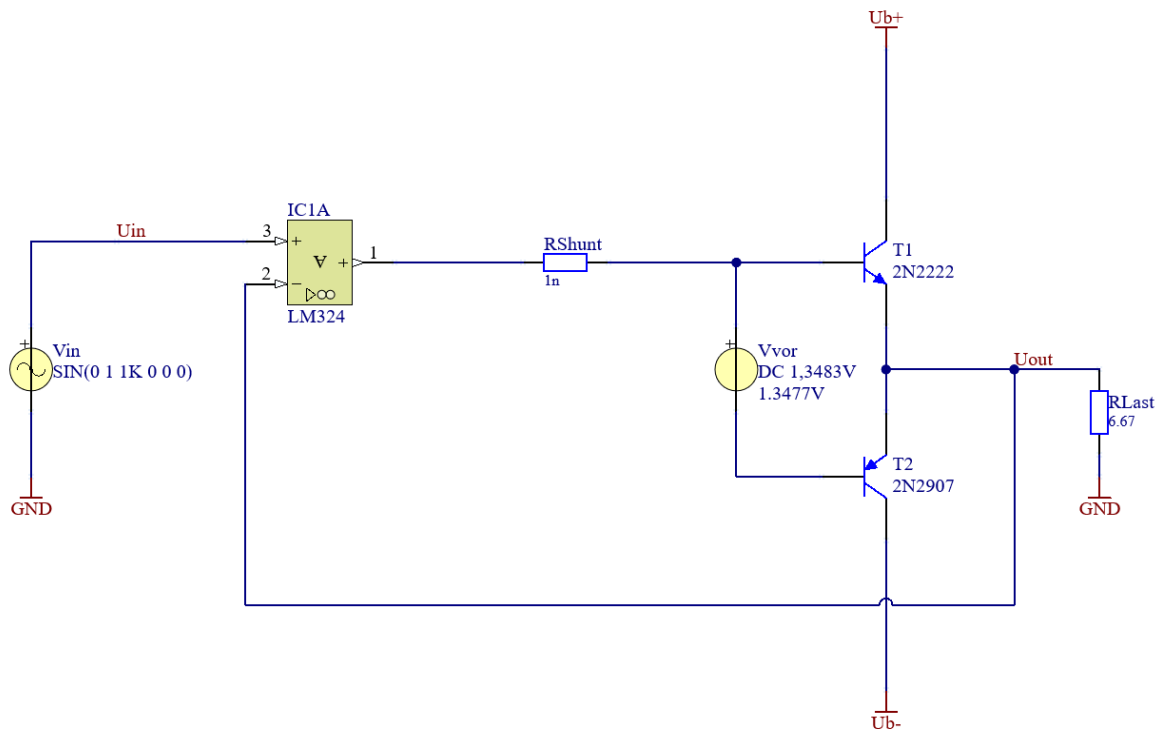 Ub+
IC1A
Uin
3
+
A
+
1
RShunt
1n
T1
2N2222
2
−
LM324
+
Vin
SIN(0 1 1K 0 0 0)
+
Vvor
DC 1,3483V
1.3477V
Uout
RLast
6.67
T2
2N2907
GND
GND
Ub-